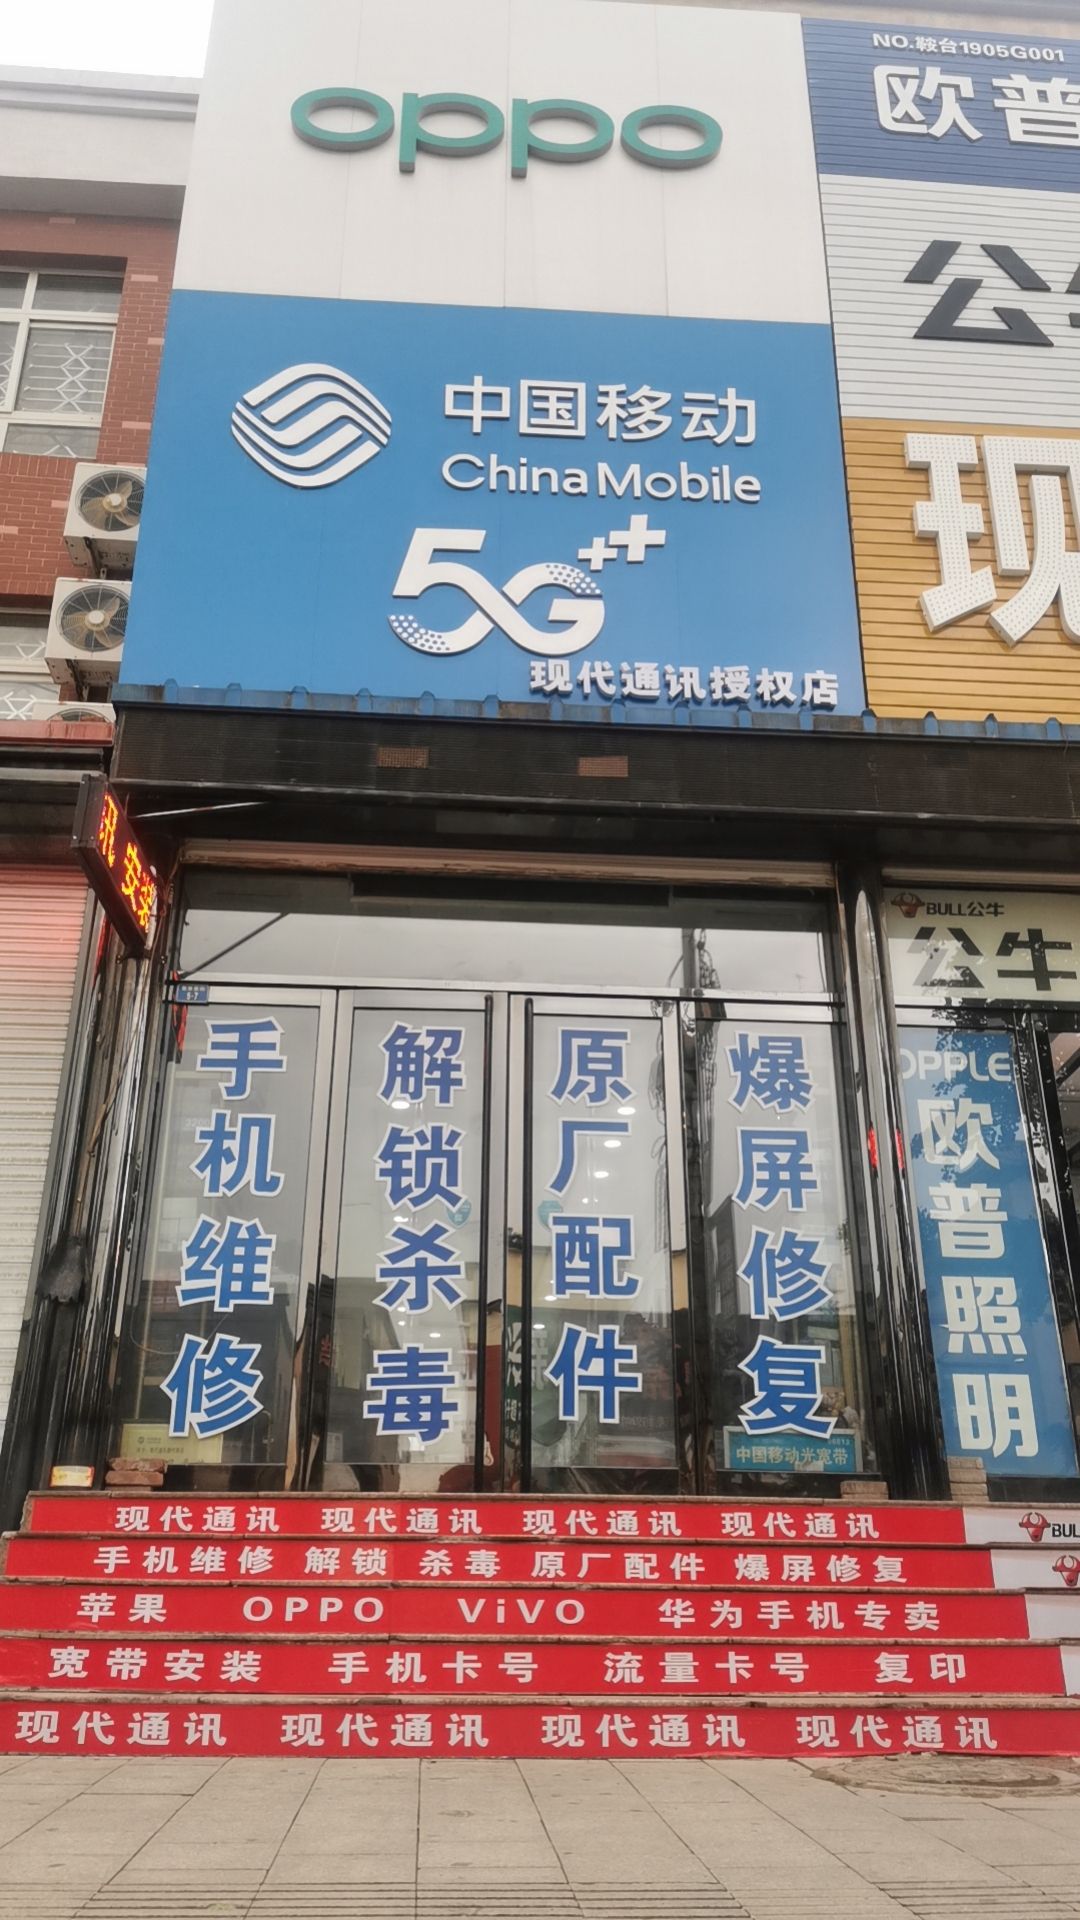 oppo
中国移动
China Mobile
5G++
现代通讯授权店
NO.鞍台1905G001
欧普
公牛
现
讯安装
5-7
手机维修
解锁杀毒
原厂配件
爆屏修复
中国移动光宽带
BULL公牛
公牛
OPPLE
欧普照明
现代通讯 现代通讯 现代通讯 现代通讯
手机维修 解锁 杀毒 原厂配件 爆屏修复
苹果 OPPO ViVO 华为手机专卖
宽带安装 手机卡号 流量卡号 复印
现代通讯 现代通讯 现代通讯 现代通讯
BULL